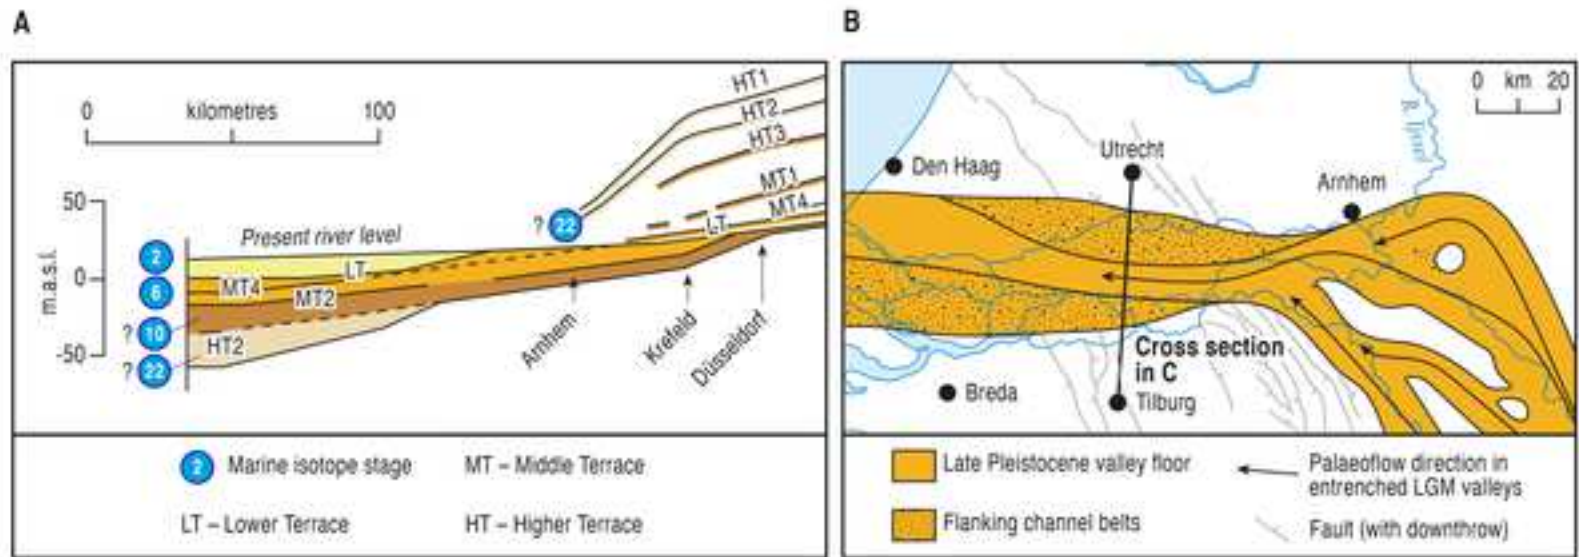 A
0 kilometres 100
HT1
HT2
HT3
MT1
MT4
LT
50
? 22
Present river level
2
LT
0
m.a.s.l.
6
MT4
MT2
? 10
HT2
-50
? 22
Arnhem
Krefeld
Düsseldorf
2 Marine isotope stage
MT – Middle Terrace
LT – Lower Terrace
HT – Higher Terrace
B
0 km 20
R. Ijssel
Utrecht
Den Haag
Arnhem
Cross section
in C
Breda
Tilburg
Late Pleistocene valley floor
Palaeoflow direction in
entrenched LGM valleys
Flanking channel belts
Fault (with downthrow)